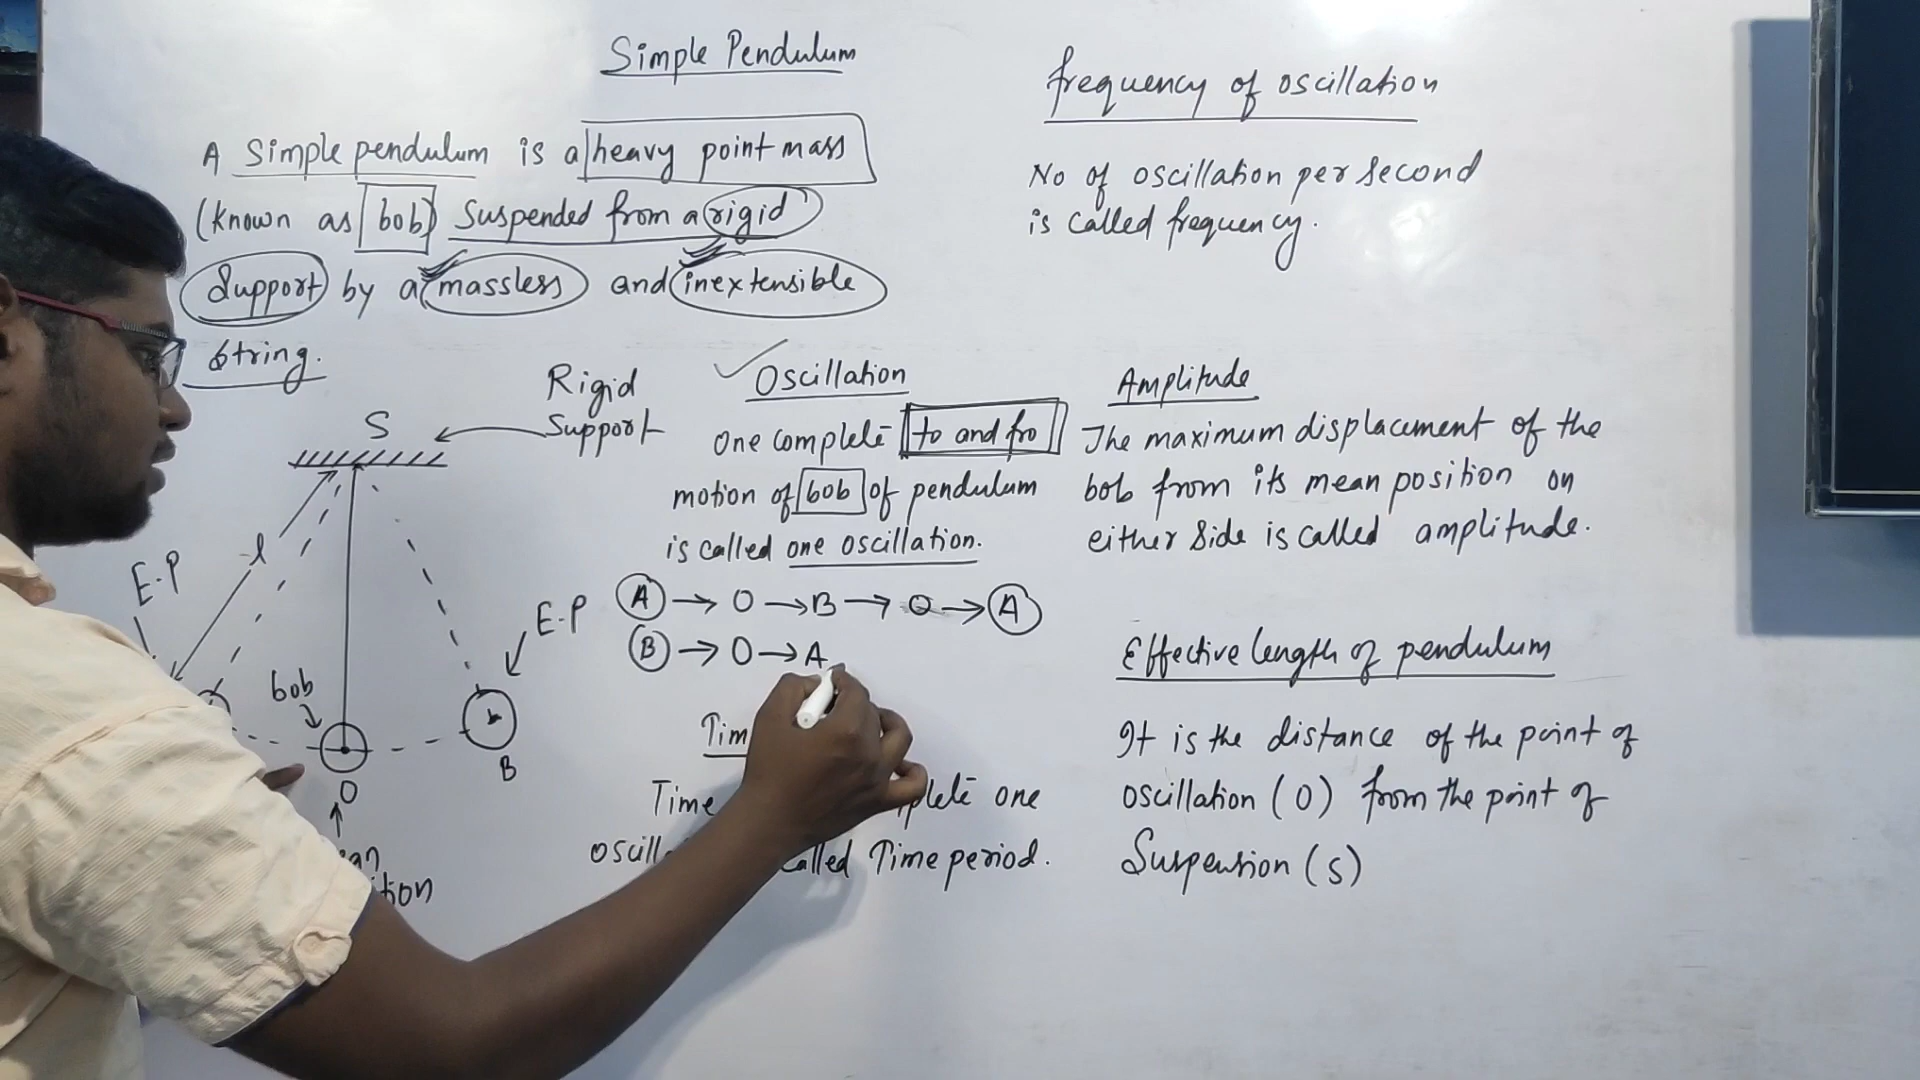 Simple Pendulum
A Simple pendulum is a heavy point mass
(known as bob) Suspended from a rigid
Support by a massless and inextensible
String.
S
Rigid
Support
l
E.P
E.P
bob
B
O
Oscillation
One complete to and fro
motion of bob of pendulum
is called one oscillation.
A → O → B → O → A
B → O → A
Time one
called Time period.
frequency of oscillation
No of oscillation per second
is called frequency.
Amplitude
The maximum displacement of the
bob from its mean position on
either side is called amplitude.
Effective length of pendulum
It is the distance of the point of
oscillation (O) from the point of
Suspension (S)